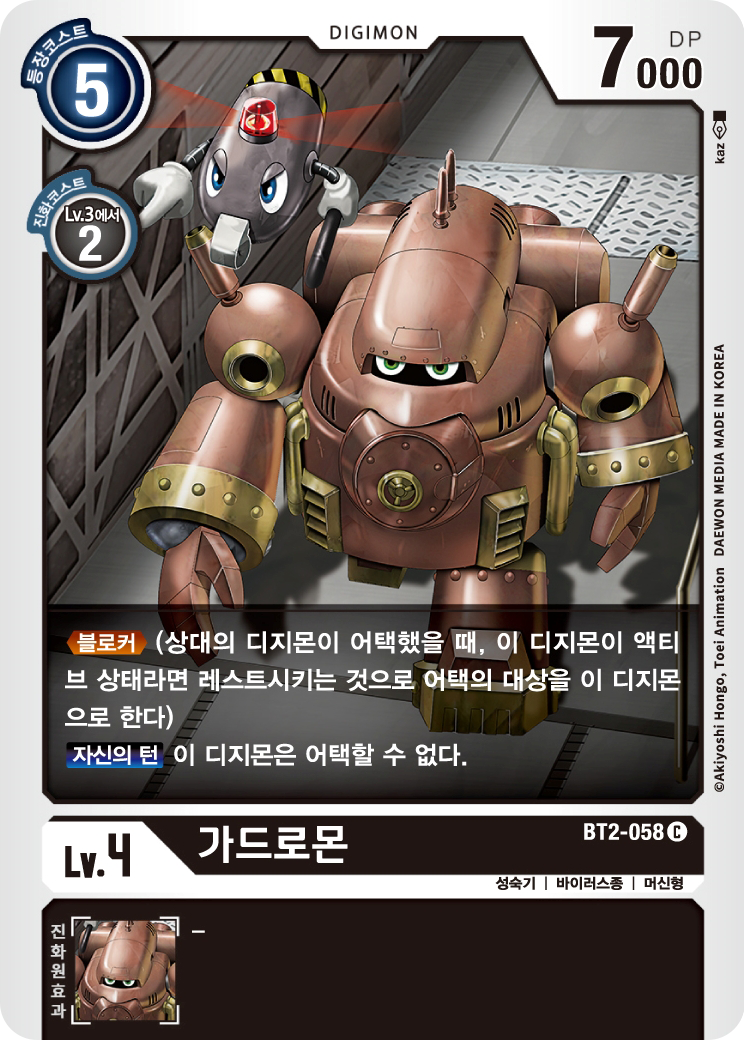 DIGIMON
등장코스트
5
DP
7000
진화코스트
Lv.3에서
2
kaz
블로커 (상대의 디지몬이 어택했을 때, 이 디지몬이 액티
브 상태라면 레스트시키는 것으로 어택의 대상을 이 디지몬
으로 한다)
자신의 턴 이 디지몬은 어택할 수 없다.
©Akiyoshi Hongo, Toei Animation DAEWON MEDIA MADE IN KOREA
Lv.4
가드로몬
BT2-058 C
성숙기 | 바이러스종 | 머신형
진화원효과
–